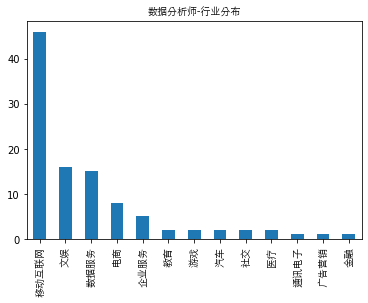 数据分析师-行业分布
40
30
20
10
0
移动互联网
文娱
数据服务
电商
企业服务
教育
游戏
汽车
社交
医疗
通讯电子
广告营销
金融